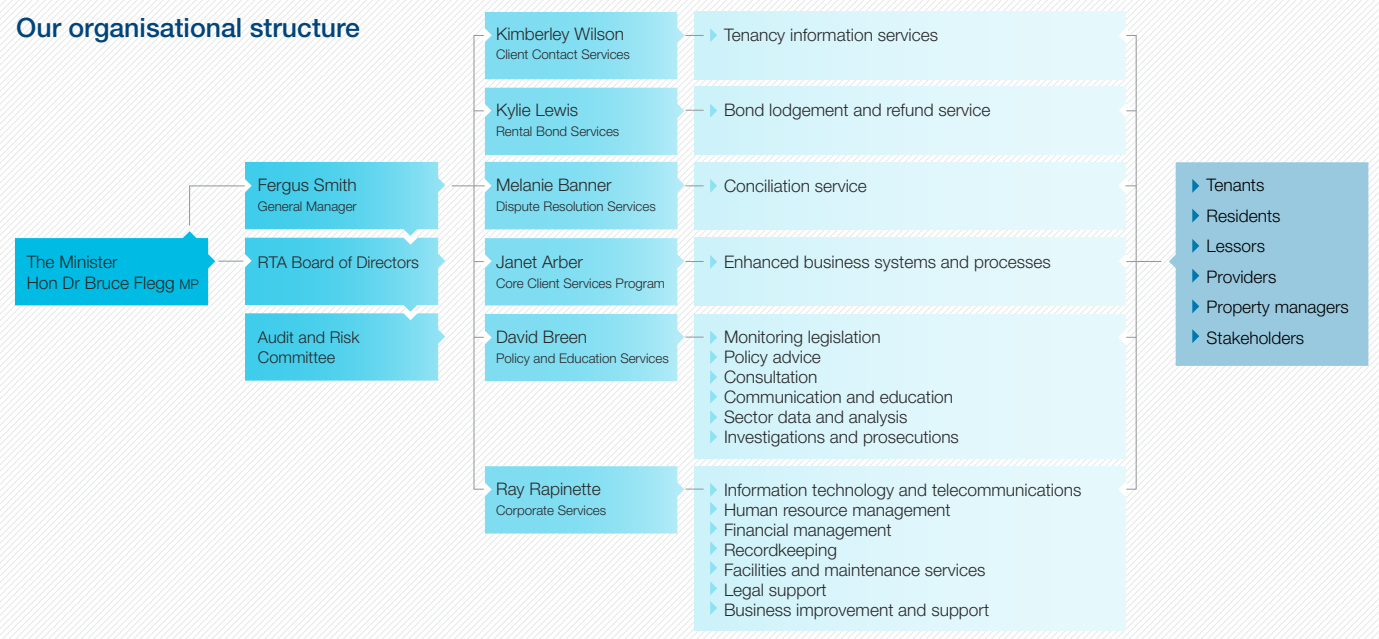 Our organisational structure
The Minister
Hon Dr Bruce Flegg MP
Fergus Smith
General Manager
RTA Board of Directors
Audit and Risk
Committee
Kimberley Wilson
Client Contact Services
Tenancy information services
Kylie Lewis
Rental Bond Services
Bond lodgement and refund service
Melanie Banner
Dispute Resolution Services
Conciliation service
Janet Arber
Core Client Services Program
Enhanced business systems and processes
David Breen
Policy and Education Services
Monitoring legislation
Policy advice
Consultation
Communication and education
Sector data and analysis
Investigations and prosecutions
Ray Rapinette
Corporate Services
Information technology and telecommunications
Human resource management
Financial management
Recordkeeping
Facilities and maintenance services
Legal support
Business improvement and support
Tenants
Residents
Lessors
Providers
Property managers
Stakeholders